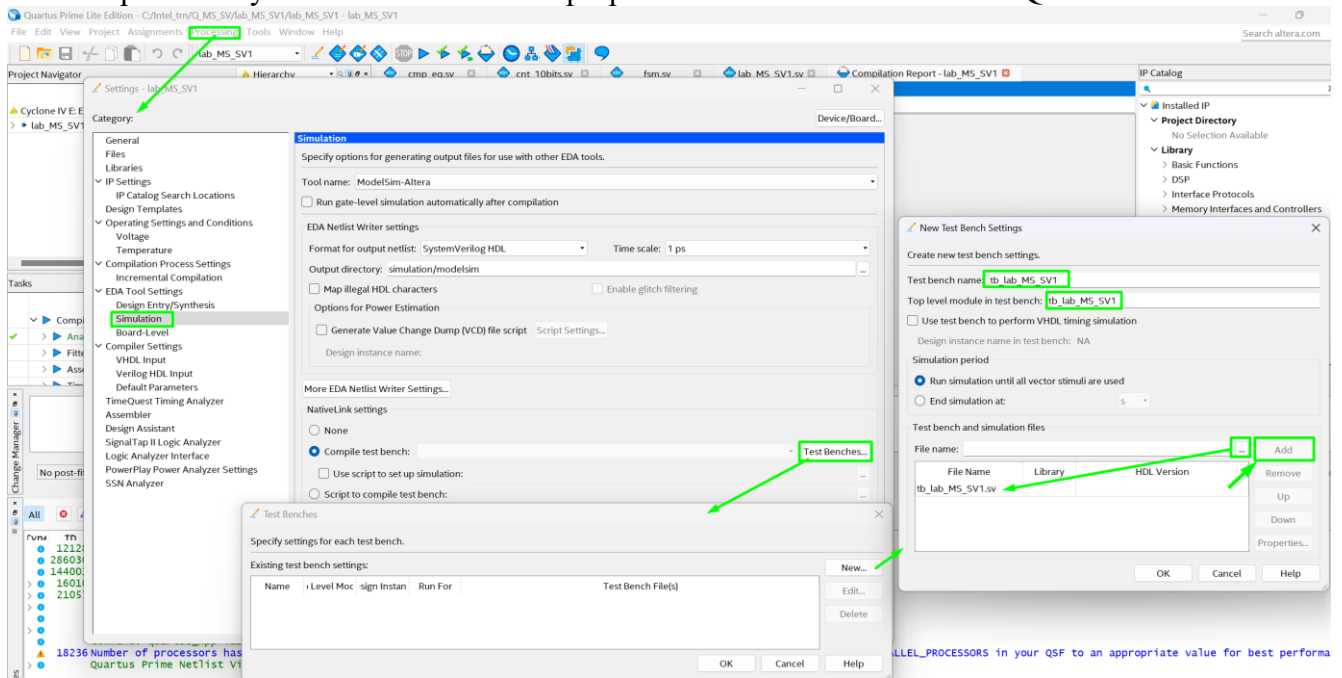 Quartus Prime Lite Edition - C:/Intel_trn/Q_MS_SV/lab_MS_SV1/lab_MS_SV1 - lab_MS_SV1
File Edit View Project Assignments Processing Tools Window Help
Search altera.com
lab_MS_SV1
Project Navigator
Hierarchy
cmp_eq.sv
cnt_10bits.sv
fsm.sv
lab_MS_SV1.sv
Compilation Report - lab_MS_SV1
IP Catalog
Cyclone IV E: E
lab_MS_SV1
Installed IP
Project Directory
No Selection Available
Library
Basic Functions
DSP
Interface Protocols
Memory Interfaces and Controllers
Settings - lab_MS_SV1
Category:
Device/Board...
General
Files
Libraries
IP Settings
IP Catalog Search Locations
Design Templates
Operating Settings and Conditions
Voltage
Temperature
Compilation Process Settings
Incremental Compilation
EDA Tool Settings
Design Entry/Synthesis
Simulation
Board-Level
Compiler Settings
VHDL Input
Verilog HDL Input
Default Parameters
TimeQuest Timing Analyzer
Assembler
Design Assistant
SignalTap II Logic Analyzer
Logic Analyzer Interface
PowerPlay Power Analyzer Settings
SSN Analyzer
Simulation
Specify options for generating output files for use with other EDA tools.
Tool name: ModelSim-Altera
Run gate-level simulation automatically after compilation
EDA Netlist Writer settings
Format for output netlist: SystemVerilog HDL Time scale: 1 ps
Output directory: simulation/modelsim ...
Map illegal HDL characters Enable glitch filtering
Options for Power Estimation
Generate Value Change Dump (VCD) file script Script Settings...
Design instance name:
More EDA Netlist Writer Settings...
NativeLink settings
None
Compile test bench: Test Benches...
Use script to set up simulation: ...
Script to compile test bench: ...
New Test Bench Settings
Create new test bench settings.
Test bench name: tb_lab_MS_SV1
Top level module in test bench: tb_lab_MS_SV1
Use test bench to perform VHDL timing simulation
Design instance name in test bench: NA
Simulation period
Run simulation until all vector stimuli are used
End simulation at: s
Test bench and simulation files
File name: ... Add
File Name Library HDL Version Remove
tb_lab_MS_SV1.sv
Up
Down
Properties...
OK Cancel Help
Test Benches
Specify settings for each test bench.
Existing test bench settings:
New...
Name Level Moc sign Instan Run For Test Bench File(s)
Edit...
Delete
OK Cancel Help
Tasks
Compi
Ana
Fitte
Asse
Change Manager
No post-fi
All
1212
28603
14400
1601
2105
18236 Number of processors has
LLEL_PROCESSORS in your QSF to an appropriate value for best performa
Quartus Prime Netlist Vi